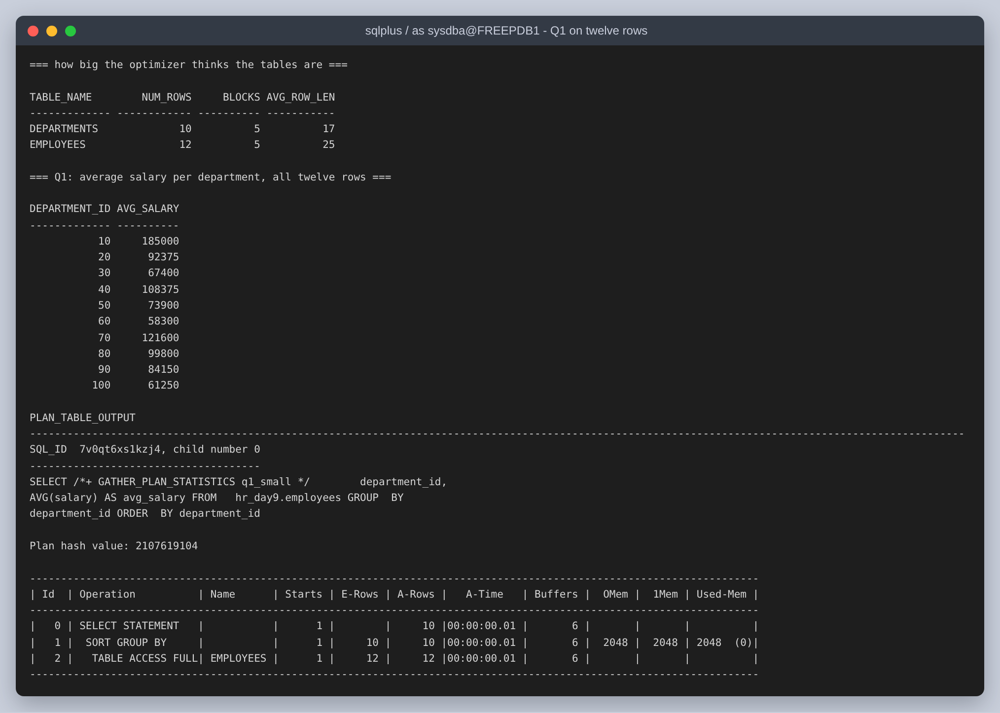 sqlplus / as sysdba@FREEPDB1 - Q1 on twelve rows
=== how big the optimizer thinks the tables are ===
TABLE_NAME        NUM_ROWS     BLOCKS AVG_ROW_LEN
------------- ------------ ---------- -----------
DEPARTMENTS             10          5          17
EMPLOYEES               12          5          25
=== Q1: average salary per department, all twelve rows ===
DEPARTMENT_ID AVG_SALARY
------------- ----------
           10     185000
           20      92375
           30      67400
           40     108375
           50      73900
           60      58300
           70     121600
           80      99800
           90      84150
          100      61250
PLAN_TABLE_OUTPUT
------------------------------------------------------------------------------------------------------------------------------------------------------
SQL_ID  7v0qt6xs1kzj4, child number 0
-------------------------------------
SELECT /*+ GATHER_PLAN_STATISTICS q1_small */        department_id,
AVG(salary) AS avg_salary FROM   hr_day9.employees GROUP  BY
department_id ORDER  BY department_id
Plan hash value: 2107619104
---------------------------------------------------------------------------------------------------------------------
| Id  | Operation          | Name      | Starts | E-Rows | A-Rows |   A-Time   | Buffers |  OMem |  1Mem | Used-Mem |
---------------------------------------------------------------------------------------------------------------------
|   0 | SELECT STATEMENT   |           |      1 |        |     10 |00:00:00.01 |       6 |       |       |          |
|   1 |  SORT GROUP BY     |           |      1 |     10 |     10 |00:00:00.01 |       6 |  2048 |  2048 | 2048  (0)|
|   2 |   TABLE ACCESS FULL| EMPLOYEES |      1 |     12 |     12 |00:00:00.01 |       6 |       |       |          |
---------------------------------------------------------------------------------------------------------------------